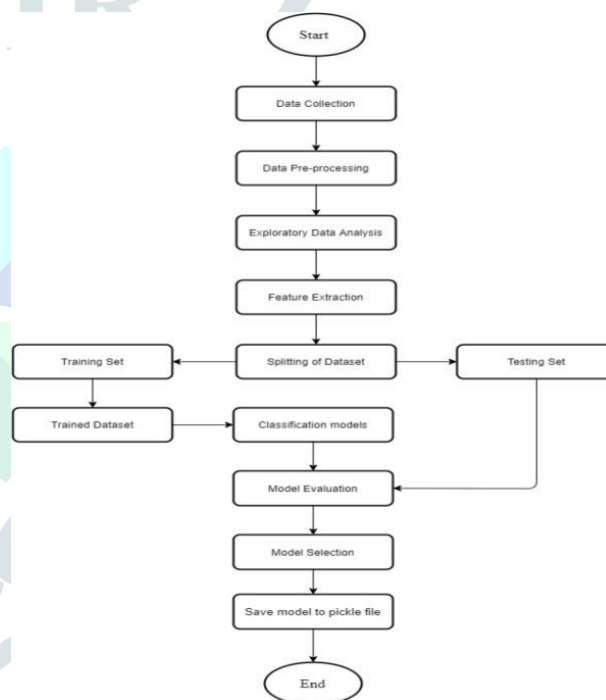 Start
Data Collection
Data Pre-processing
Exploratory Data Analysis
Feature Extraction
Training Set
Splitting of Dataset
Testing Set
Trained Dataset
Classification models
Model Evaluation
Model Selection
Save model to pickle file
End